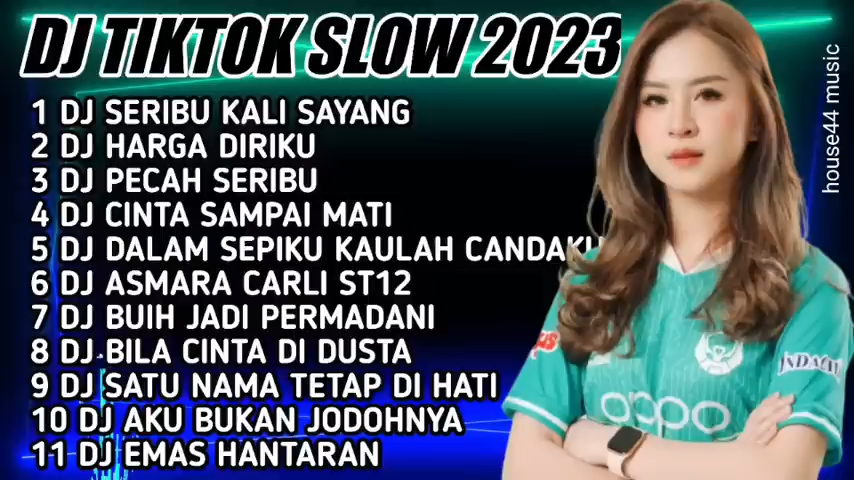 DJ TIKTOK SLOW 2023
1 DJ SERIBU KALI SAYANG
2 DJ HARGA DIRIKU
3 DJ PECAH SERIBU
4 DJ CINTA SAMPAI MATI
5 DJ DALAM SEPIKU KAULAH CANDAKU
6 DJ ASMARA CARLI ST12
7 DJ BUIH JADI PERMADANI
8 DJ BILA CINTA DI DUSTA
9 DJ SATU NAMA TETAP DI HATI
10 DJ AKU BUKAN JODOHNYA
11 DJ EMAS HANTARAN
house44 music
oppo